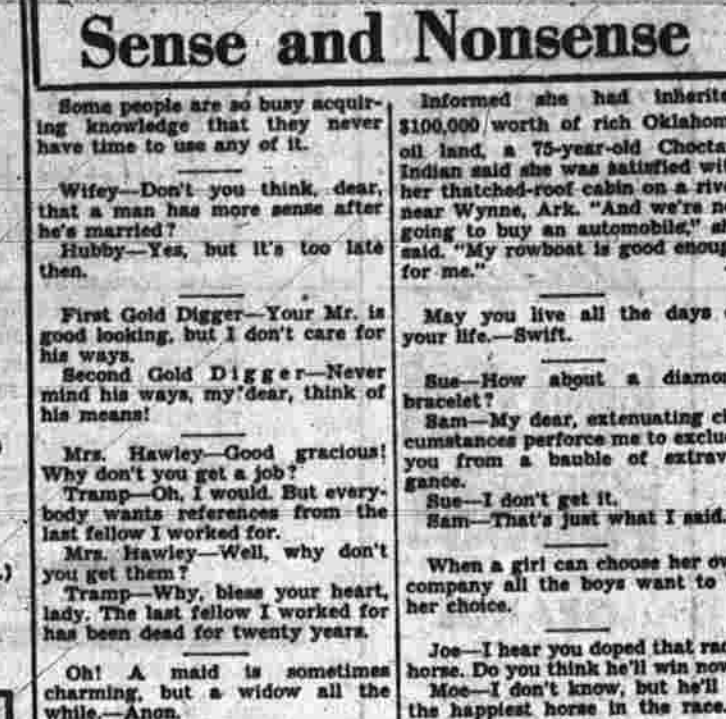 Sense and Nonsense
Some people are so busy acquir-
ing knowledge that they never
have time to use any of it.
Wifey—Don't you think, dear,
that a man has more sense after
he's married?
Hubby—Yes, but it's too late
then.
First Gold Digger—Your Mr. is
good looking, but I don't care for
his ways.
Second Gold Digger—Never
mind his ways, my dear, think of
his means!
Mrs. Hawley—Good gracious!
Why don't you get a job?
Tramp—Oh, I would. But every-
body wants references from the
last fellow I worked for.
Mrs. Hawley—Well, why don't
you get them?
Tramp—Why, bless your heart,
lady. The last fellow I worked for
has been dead for twenty years.
Oh! A maid is sometimes
charming, but a widow all the
while.—Anon.
Informed she had inherite
$100,000 worth of rich Oklahom
oil land, a 75-year-old Chocta
Indian said she was satisfied wi
her thatched-roof cabin on a riv
near Wynne, Ark. "And we're n
going to buy an automobile," sh
said. "My rowboat is good enoug
for me."
May you live all the days
your life.—Swift.
Sue—How about a diamon
bracelet?
Sam—My dear, extenuating ci
cumstances perforce me to exclu
you from a bauble of extrav
gance.
Sue—I don't get it.
Sam—That's just what I said.
When a girl can choose her ow
company all the boys want to
her choice.
Joe—I hear you doped that rac
horse. Do you think he'll win no
Moe—I don't know, but he'll
the happiest horse in the race.